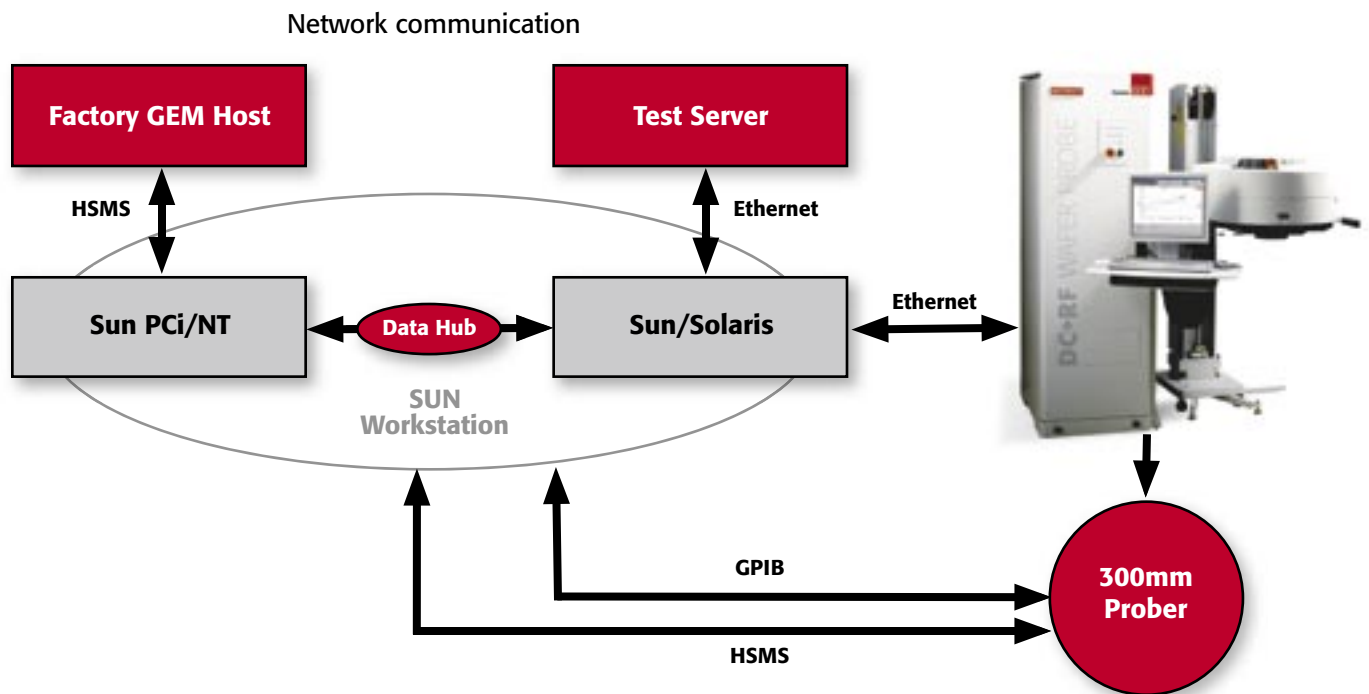 Network communication
Factory GEM Host
Test Server
HSMS
Ethernet
Sun PCi/NT
Data Hub
Sun/Solaris
Ethernet
SUN
Workstation
DC•RF WAFER PROBE
GPIB
300mm
Prober
HSMS